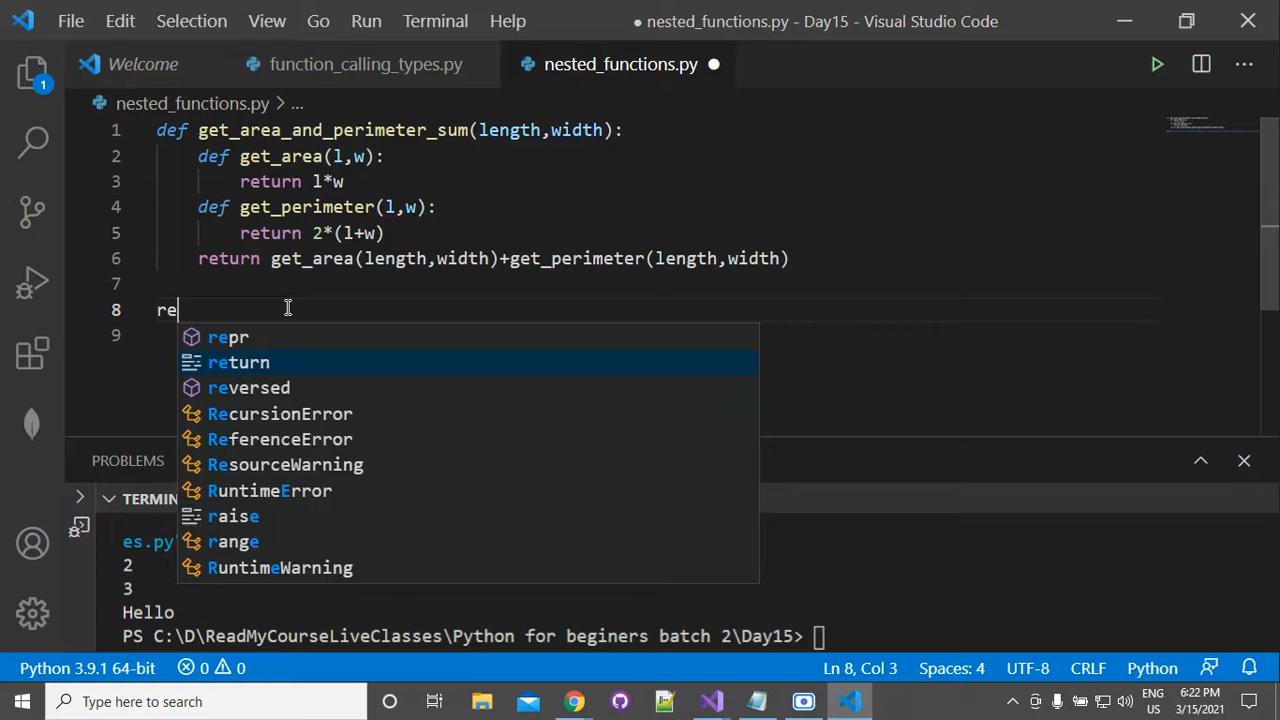 File Edit Selection View Go Run Terminal Help ● nested_functions.py - Day15 - Visual Studio Code
Welcome function_calling_types.py nested_functions.py
1
nested_functions.py > ...
1 def get_area_and_perimeter_sum(length,width):
2 def get_area(l,w):
3 return l*w
4 def get_perimeter(l,w):
5 return 2*(l+w)
6 return get_area(length,width)+get_perimeter(length,width)
7
8 re
9
repr
return
reversed
RecursionError
ReferenceError
ResourceWarning
RuntimeError
raise
range
RuntimeWarning
PROBLEMS
TERMIN
es.py'
2
3
Hello
PS C:\D\ReadMyCourseLiveClasses\Python for beginers batch 2\Day15>
Python 3.9.1 64-bit 0 0 Ln 8, Col 3 Spaces: 4 UTF-8 CRLF Python
Type here to search
ENG
US
6:22 PM
3/15/2021